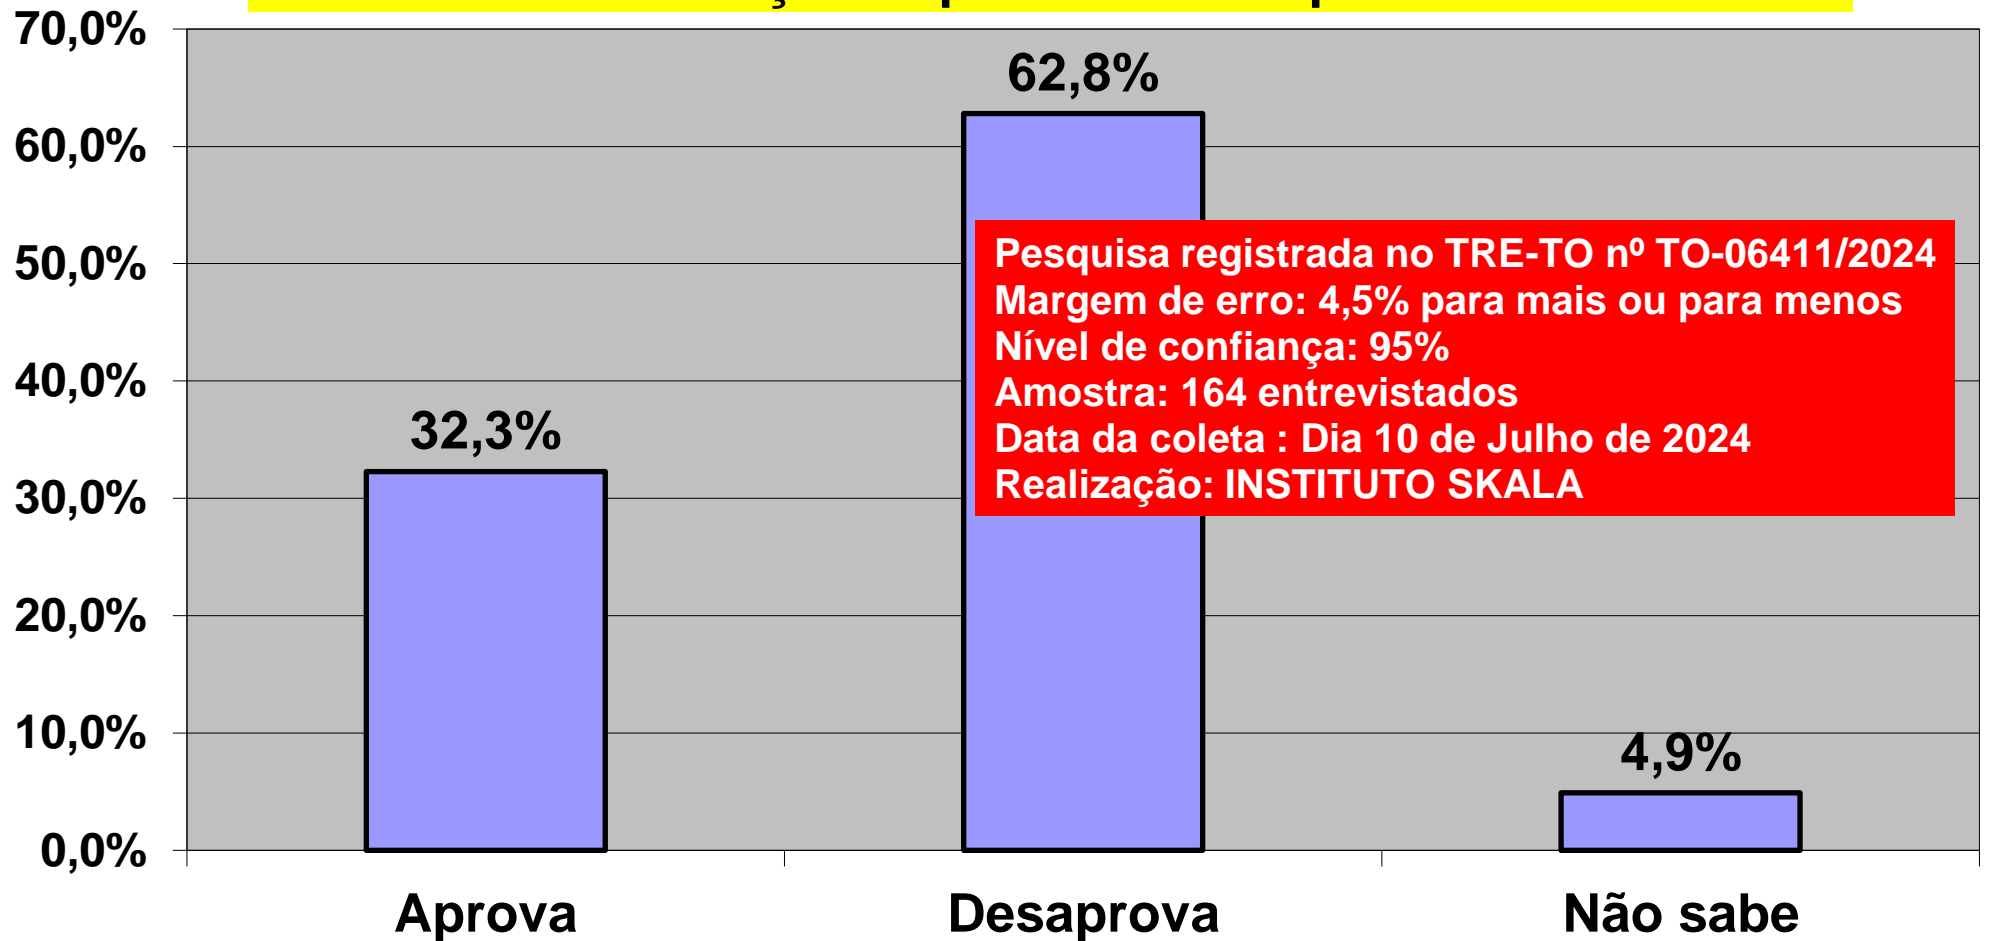 70,0%
62,8%
60,0%
50,0%
Pesquisa registrada no TRE-TO nº TO-06411/2024
Margem de erro: 4,5% para mais ou para menos
Nível de confiança: 95%
40,0%
Amostra: 164 entrevistados
32,3%
Data da coleta : Dia 10 de Julho de 2024
Realização: INSTITUTO SKALA
30,0%
20,0%
10,0%
4,9%
0,0%
Aprova Desaprova Não sabe